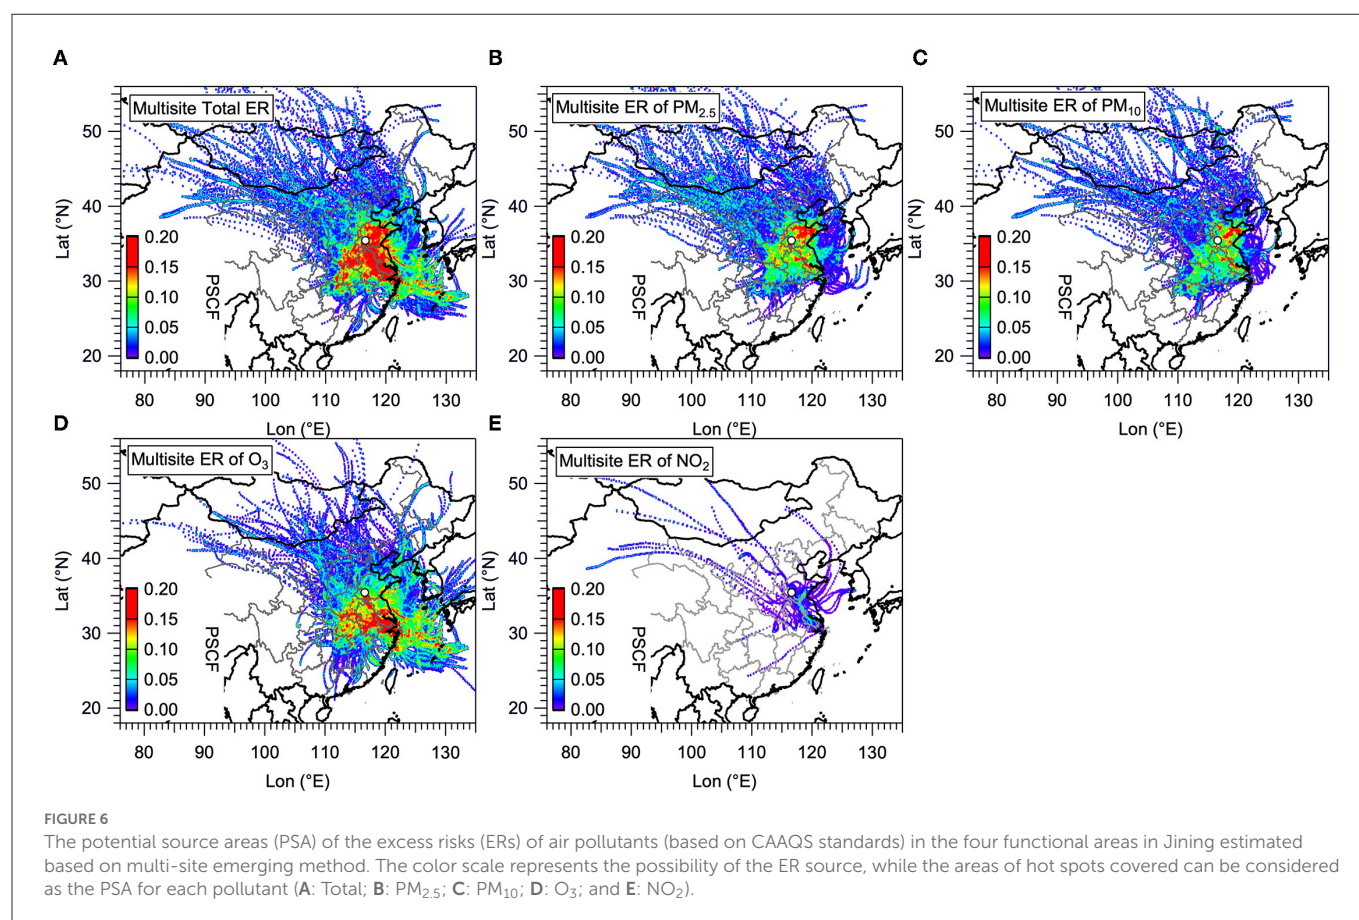 A
B
C
Multisite Total ER
Multisite ER of PM2.5
Multisite ER of PM10
50
40
30
20
Lat (°N)
0.20
0.15
0.10
0.05
0.00
PSCF
80 90 100 110 120 130
Lon (°E)
50
40
30
20
Lat (°N)
0.20
0.15
0.10
0.05
0.00
PSCF
80 90 100 110 120 130
Lon (°E)
50
40
30
20
Lat (°N)
0.20
0.15
0.10
0.05
0.00
PSCF
80 90 100 110 120 130
Lon (°E)
D
E
Multisite ER of O3
Multisite ER of NO2
50
40
30
20
Lat (°N)
0.20
0.15
0.10
0.05
0.00
PSCF
80 90 100 110 120 130
Lon (°E)
50
40
30
20
Lat (°N)
0.20
0.15
0.10
0.05
0.00
PSCF
80 90 100 110 120 130
Lon (°E)
FIGURE 6
The potential source areas (PSA) of the excess risks (ERs) of air pollutants (based on CAAQS standards) in the four functional areas in Jining estimated
based on multi-site emerging method. The color scale represents the possibility of the ER source, while the areas of hot spots covered can be considered
as the PSA for each pollutant (A: Total; B: PM2.5; C: PM10; D: O3; and E: NO2).